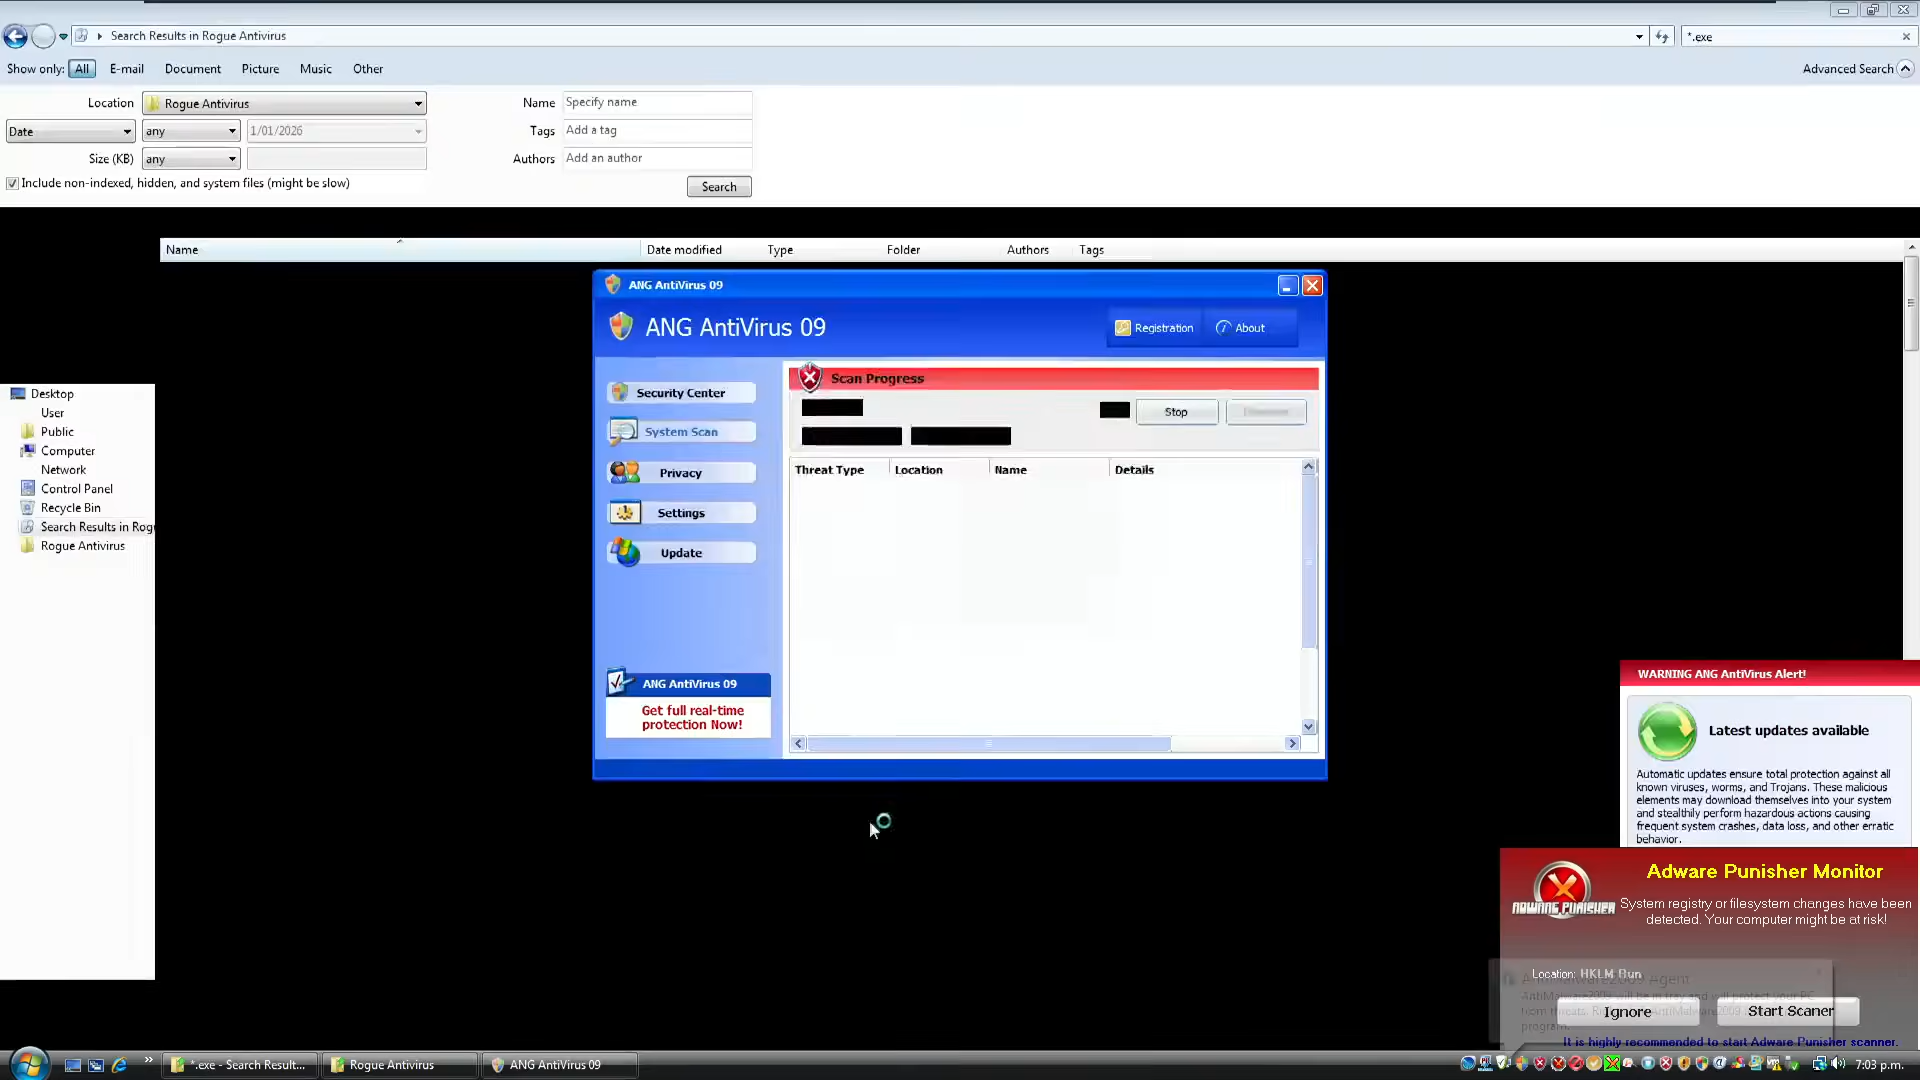 Search Results in Rogue Antivirus
*.exe
Show only: All E-mail Document Picture Music Other
Advanced Search
Location Rogue Antivirus
Name Specify name
Date any 1/01/2026
Tags Add a tag
Size (KB) any
Authors Add an author
Include non-indexed, hidden, and system files (might be slow)
Search
Name Date modified Type Folder Authors Tags
Desktop
User
Public
Computer
Network
Control Panel
Recycle Bin
Search Results in Rogu
Rogue Antivirus
ANG AntiVirus 09
ANG AntiVirus 09
Registration About
Security Center
System Scan
Privacy
Settings
Update
ANG AntiVirus 09
Get full real-time
protection Now!
Scan Progress
Stop
Threat Type Location Name Details
WARNING ANG AntiVirus Alert!
Latest updates available
Automatic updates ensure total protection against all
known viruses, worms, and Trojans. These malicious
elements may download themselves into your system
and stealthily perform hazardous actions causing
frequent system crashes, data loss, and other erratic
behavior.
Adware Punisher Monitor
ADWARE PUNISHER
System registry or filesystem changes have been
detected. Your computer might be at risk!
Location: HKLM Run
Ignore Start Scaner
It is highly recommended to start Adware Punisher scanner.
*.exe - Search Result...
Rogue Antivirus
ANG AntiVirus 09
7:03 p.m.